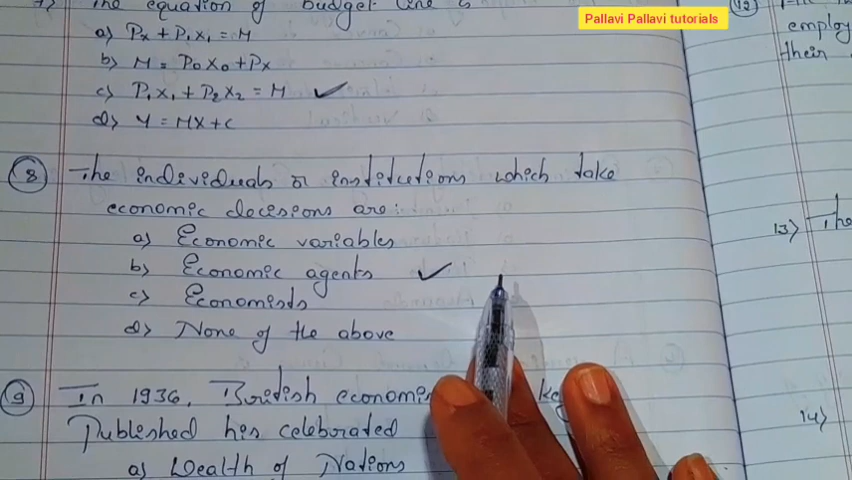 7) The equation of budget line is
a) Px + P1x1 = M
b) M = P0x0 + Px
c) P1x1 + P2x2 = M ✓
d) Y = MX + C
8 The individuals or institutions which take
economic decisions are:
a) Economic variables
b) Economic agents ✓
c) Economists
d) None of the above
9 In 1936, British
Published his celebrated
a) Wealth of Nations
Pallavi Pallavi tutorials
12
employ
their
13) The
14)